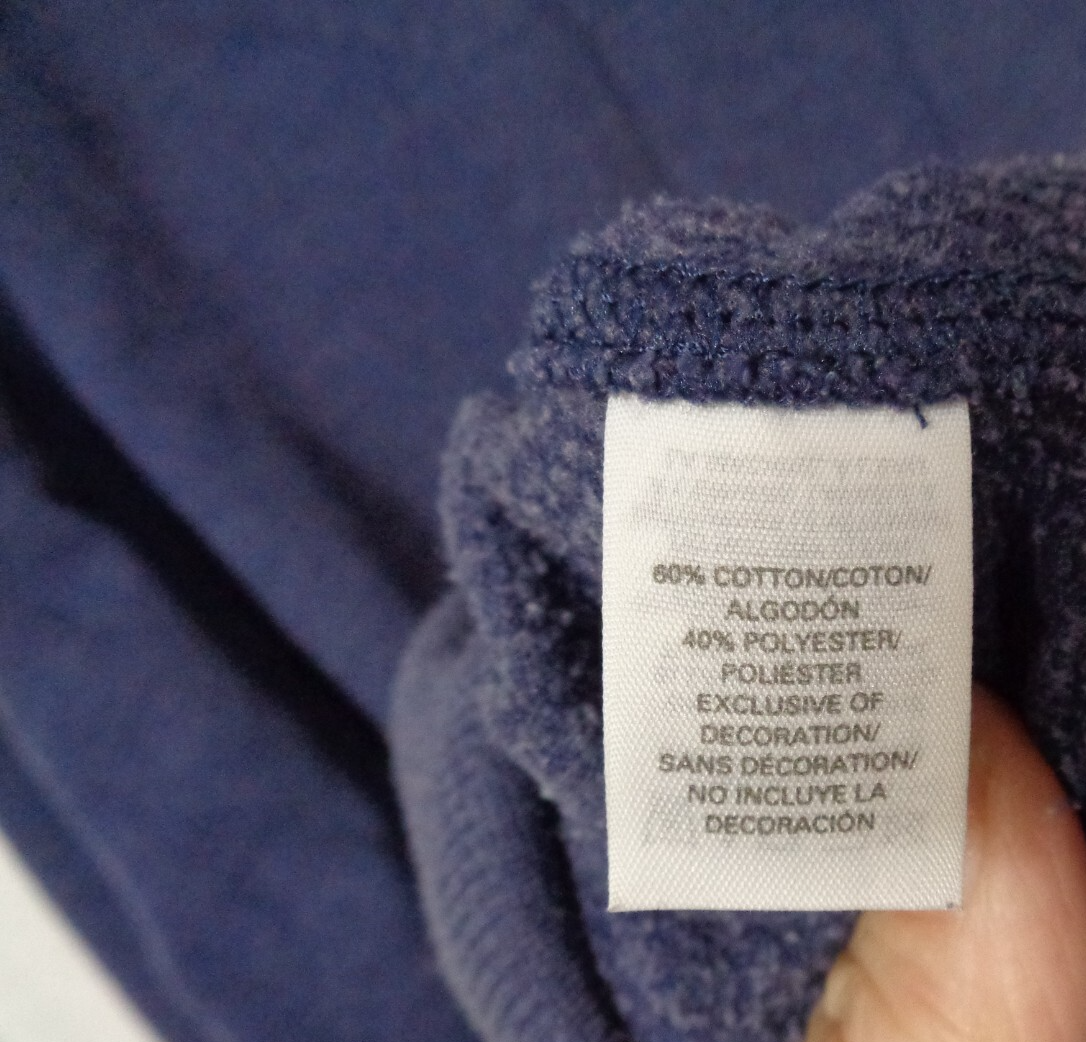 60% COTTON/COTON/
ALGODÓN
40% POLYESTER/
POLIÉSTER
EXCLUSIVE OF
DECORATION/
SANS DÉCORATION/
NO INCLUYE LA
DECORACIÓN